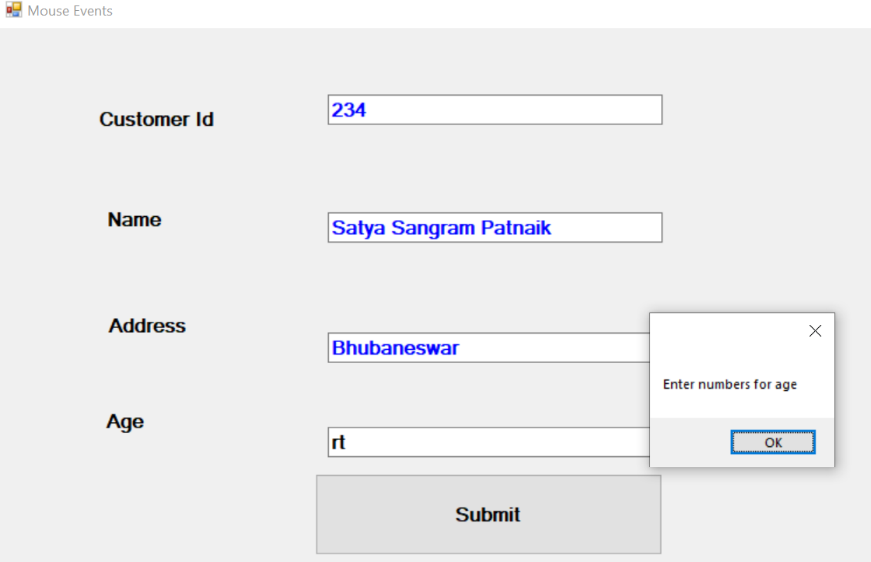 Mouse Events
Customer Id
234
Name
Satya Sangram Patnaik
Address
Bhubaneswar
Enter numbers for age
OK
Age
rt
Submit